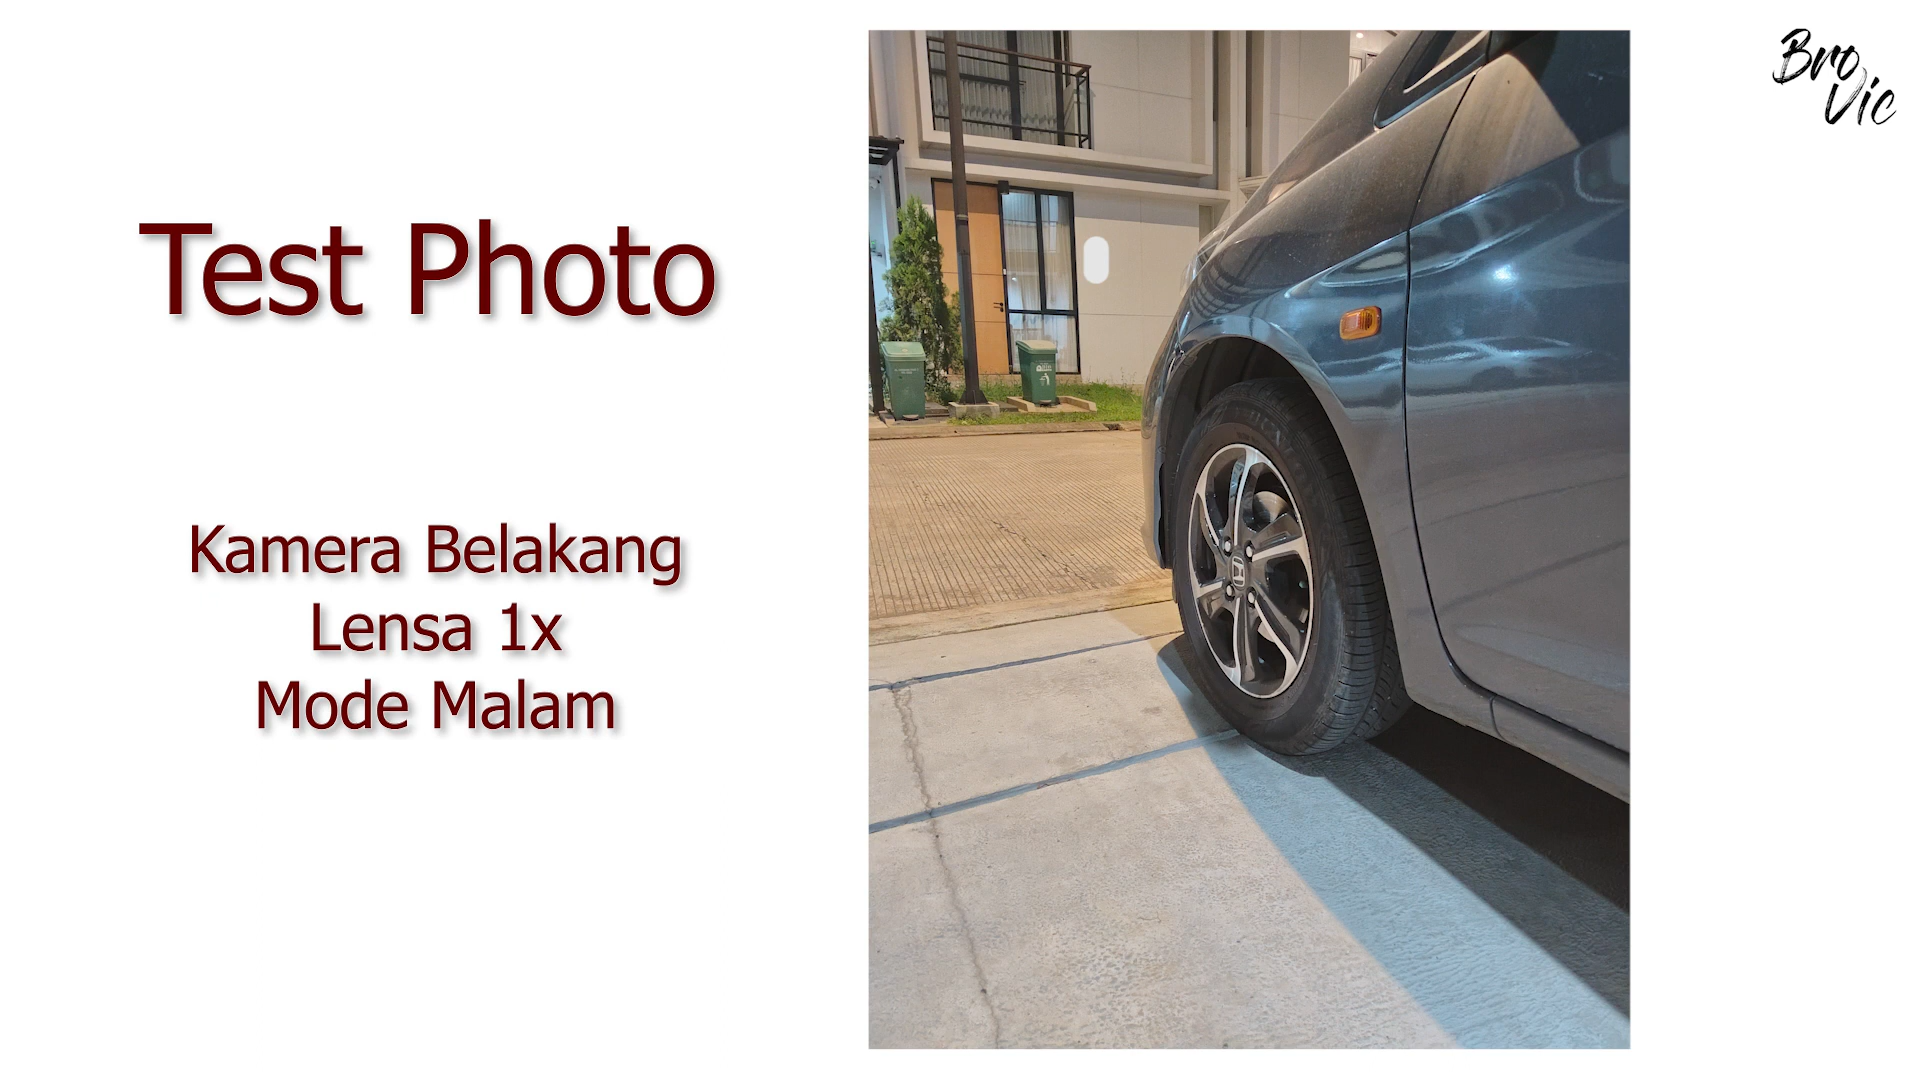 Test Photo
Kamera Belakang
Lensa 1x
Mode Malam
Bro
Vic